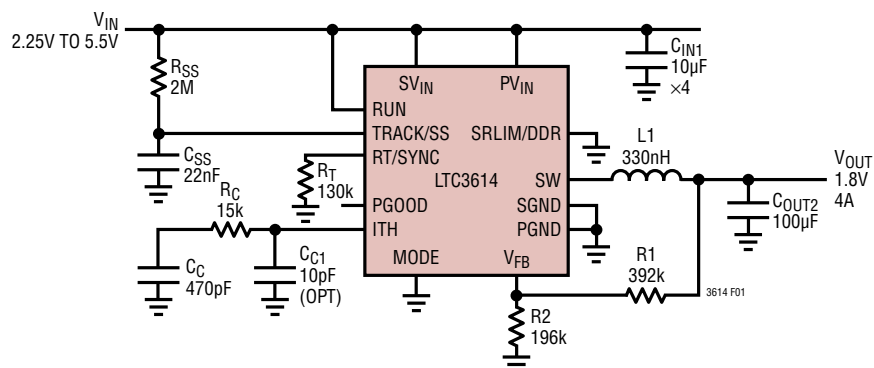 VIN
2.25V TO 5.5V
RSS
2M
CIN1
10µF
×4
SVIN
PVIN
RUN
TRACK/SS
SRLIM/DDR
RT/SYNC
LTC3614
SW
PGOOD
SGND
PGND
ITH
MODE
VFB
CSS
22nF
RT
130k
RC
15k
CC
470pF
CC1
10pF
(OPT)
L1
330nH
VOUT
1.8V
4A
COUT2
100µF
R1
392k
3614 F01
R2
196k